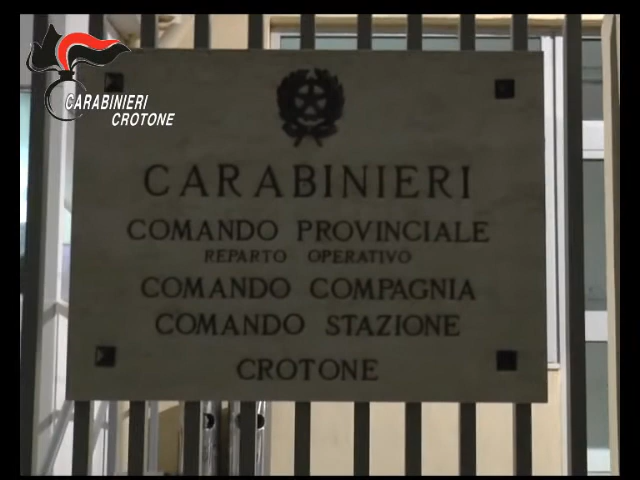 CARABINIERI
CROTONE
CARABINIERI
COMANDO PROVINCIALE
REPARTO OPERATIVO
COMANDO COMPAGNIA
COMANDO STAZIONE
CROTONE